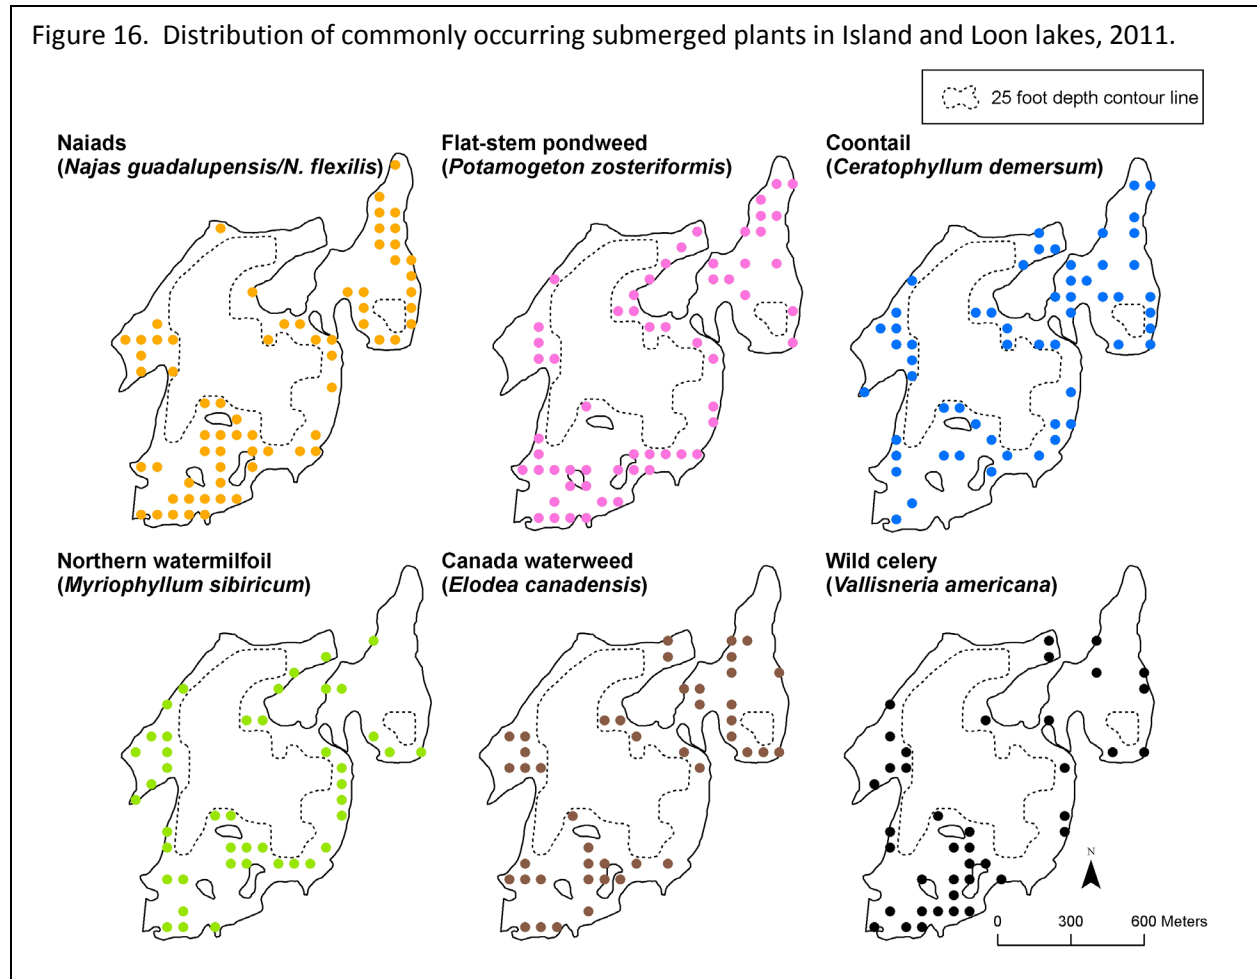 Figure 16.  Distribution of commonly occurring submerged plants in Island and Loon lakes, 2011.
25 foot depth contour line
Naiads
(Najas guadalupensis/N. flexilis)
Flat-stem pondweed
(Potamogeton zosteriformis)
Coontail
(Ceratophyllum demersum)
Northern watermilfoil
(Myriophyllum sibiricum)
Canada waterweed
(Elodea canadensis)
Wild celery
(Vallisneria americana)
N
0 300 600 Meters